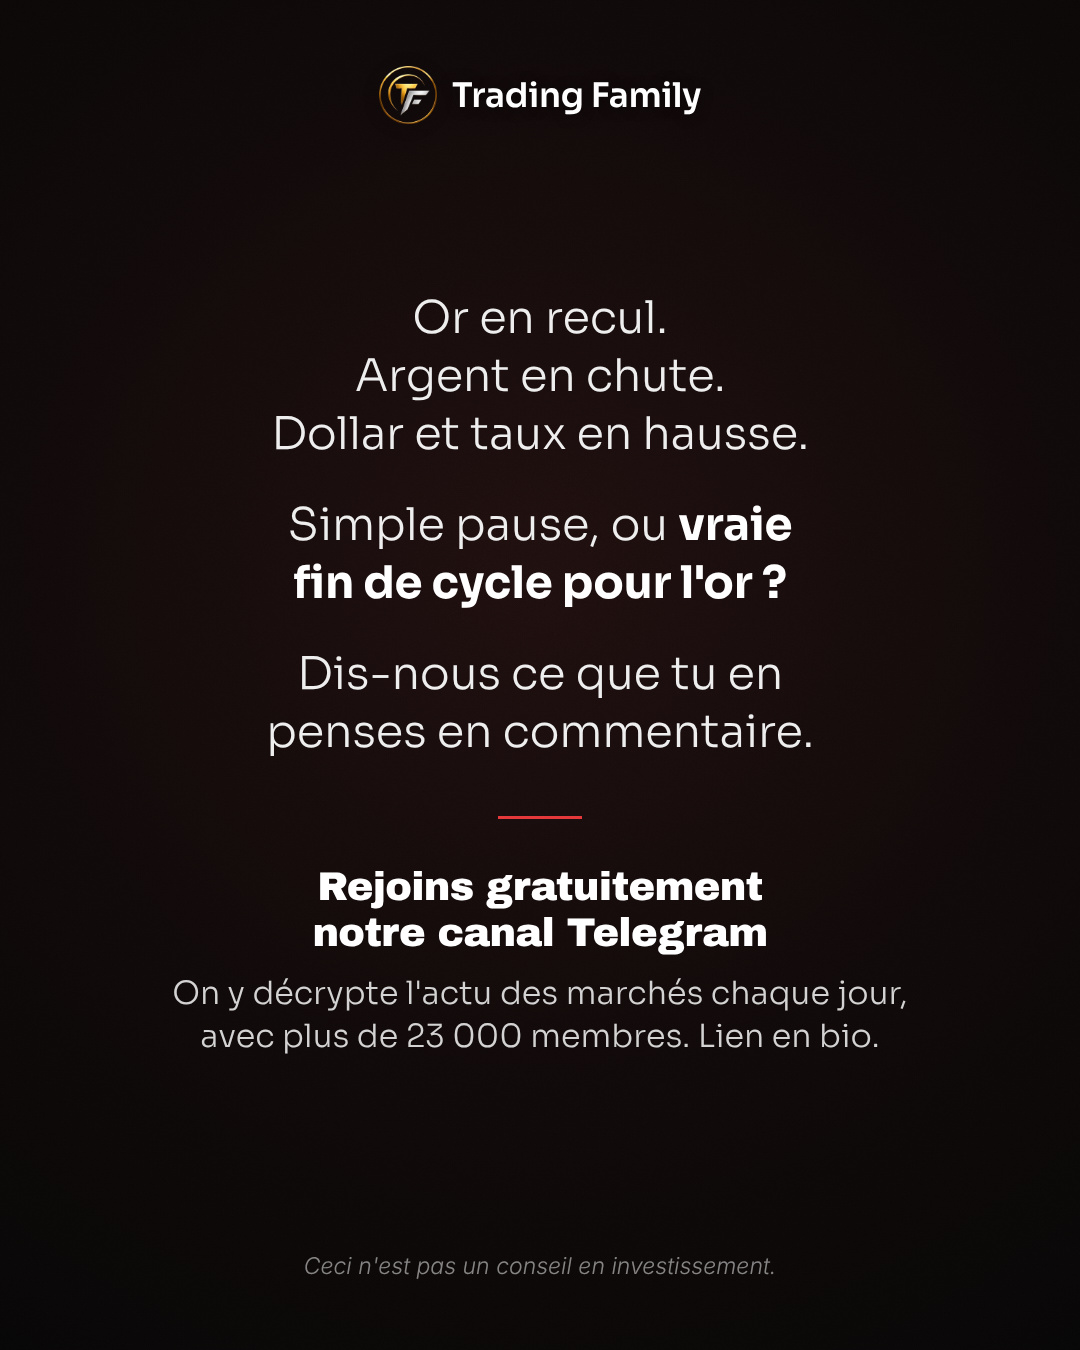 TF Trading Family
Or en recul.
Argent en chute.
Dollar et taux en hausse.
Simple pause, ou vraie
fin de cycle pour l'or ?
Dis-nous ce que tu en
penses en commentaire.
Rejoins gratuitement
notre canal Telegram
On y décrypte l'actu des marchés chaque jour,
avec plus de 23 000 membres. Lien en bio.
Ceci n'est pas un conseil en investissement.